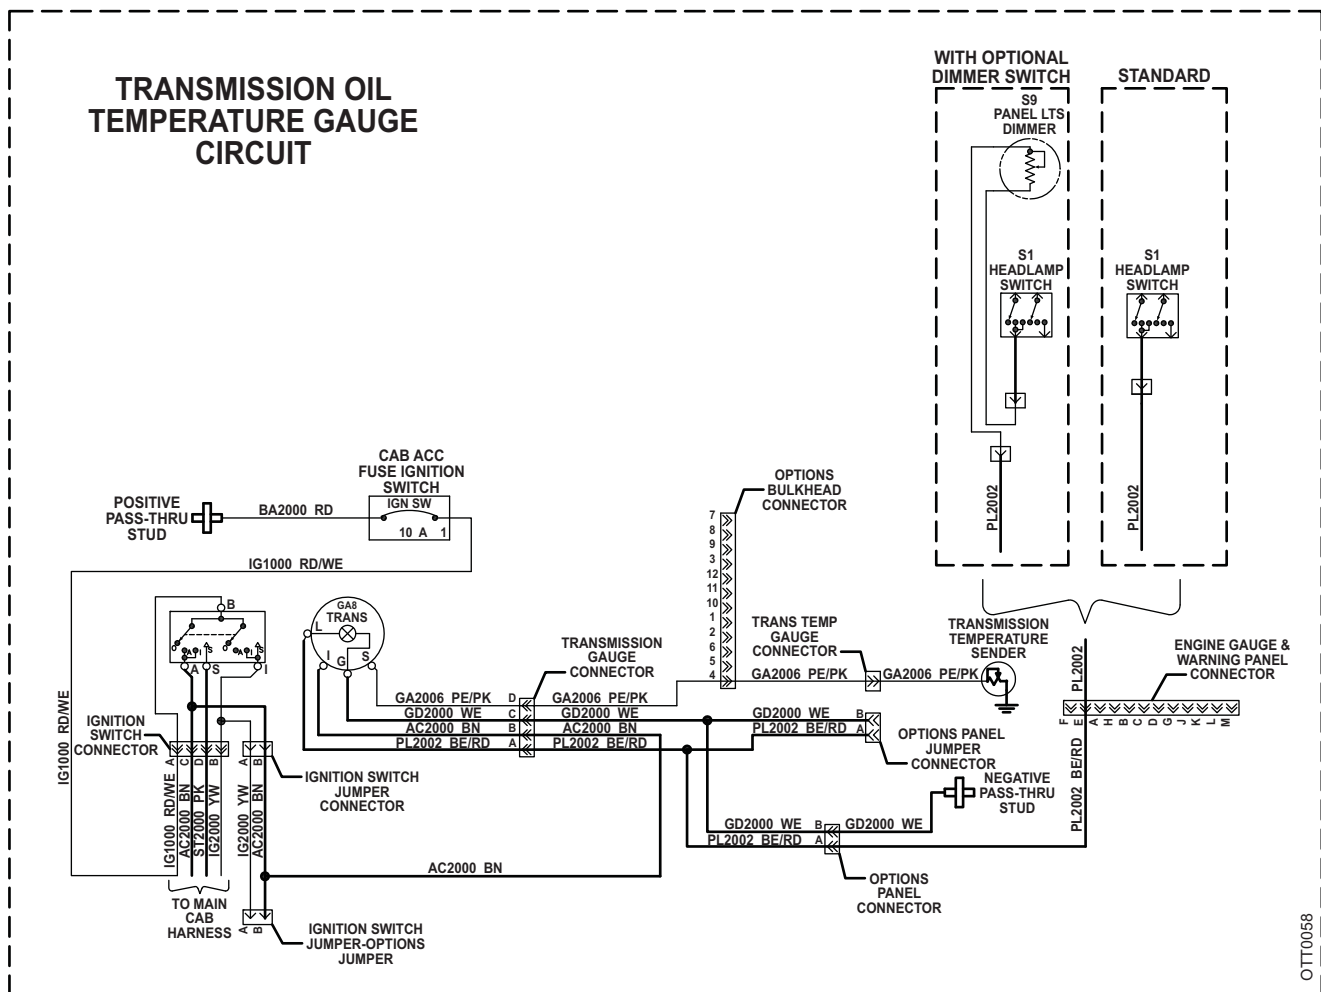 TRANSMISSION OIL
TEMPERATURE GAUGE
CIRCUIT
WITH OPTIONAL
DIMMER SWITCH
S9
PANEL LTS
DIMMER
S1
HEADLAMP
SWITCH
PL2002
STANDARD
S1
HEADLAMP
SWITCH
PL2002
POSITIVE
PASS-THRU
STUD
BA2000 RD
CAB ACC
FUSE IGNITION
SWITCH
IGN SW
10 A 1
IG1000 RD/WE
IG1000 RD/WE
B
O
A
I
S
O
A
I
S
A
S
I
IGNITION
SWITCH
CONNECTOR
A
C
D
B
A
B
IG1000 RD/WE
AC2000 BN
ST2000 PK
IG2000 YW
IG2000 YW
AC2000 BN
IGNITION SWITCH
JUMPER
CONNECTOR
TO MAIN
CAB
HARNESS
A
B
IGNITION SWITCH
JUMPER-OPTIONS
JUMPER
AC2000 BN
GA8
TRANS
L
I
G
S
TRANSMISSION
GAUGE
CONNECTOR
GA2006 PE/PK D GA2006 PE/PK
GD2000 WE C GD2000 WE
AC2000 BN B AC2000 BN
PL2002 BE/RD A PL2002 BE/RD
OPTIONS
BULKHEAD
CONNECTOR
7
8
9
3
12
11
10
1
2
6
5
4
TRANS TEMP
GAUGE
CONNECTOR
GA2006 PE/PK GA2006 PE/PK
TRANSMISSION
TEMPERATURE
SENDER
GD2000 WE B
PL2002 BE/RD A
OPTIONS PANEL
JUMPER
CONNECTOR
NEGATIVE
PASS-THRU
STUD
GD2000 WE B GD2000 WE
PL2002 BE/RD A
OPTIONS
PANEL
CONNECTOR
PL2002
ENGINE GAUGE &
WARNING PANEL
CONNECTOR
F
E
A
H
B
C
D
G
J
K
L
M
PL2002 BE/RD
OTT0058